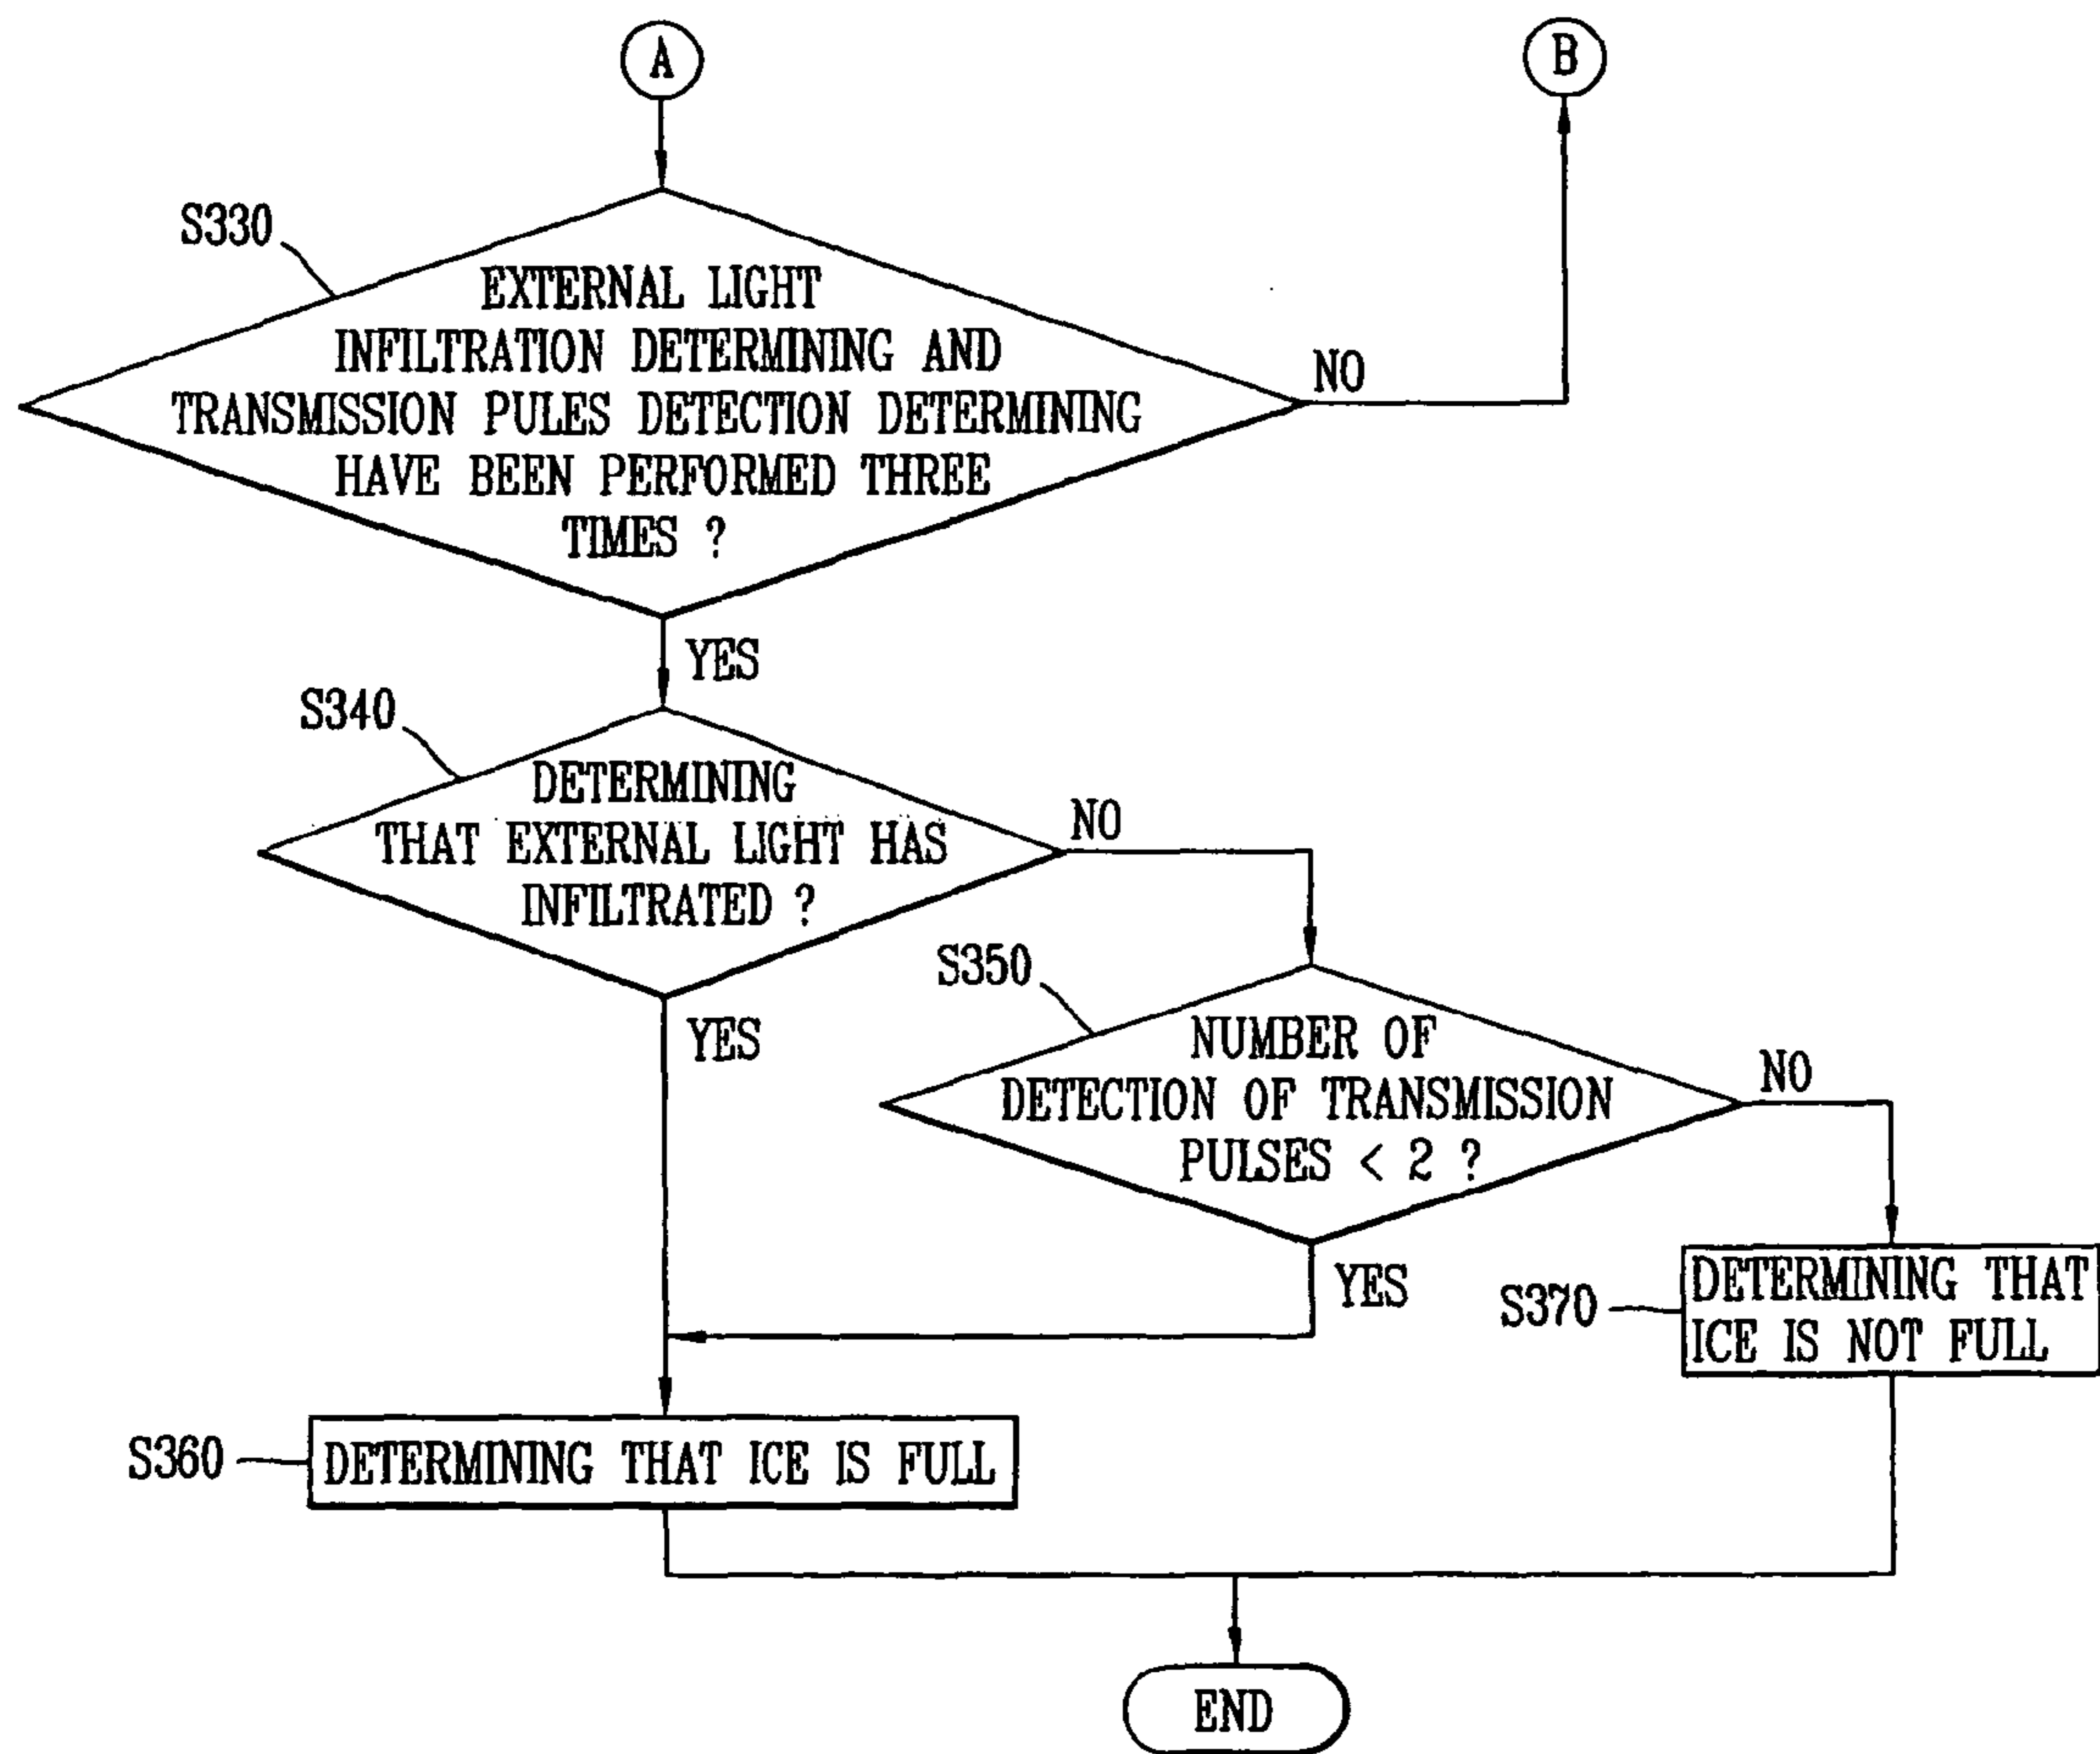 A
B
S330
EXTERNAL LIGHT
INFILTRATION DETERMINING AND
TRANSMISSION PULES DETECTION DETERMINING
HAVE BEEN PERFORMED THREE
TIMES ?
NO
YES
S340
DETERMINING
THAT EXTERNAL LIGHT HAS
INFILTRATED ?
NO
YES
S350
NUMBER OF
DETECTION OF TRANSMISSION
PULSES < 2 ?
NO
YES
S370
DETERMINING THAT
ICE IS NOT FULL
S360
DETERMINING THAT ICE IS FULL
END